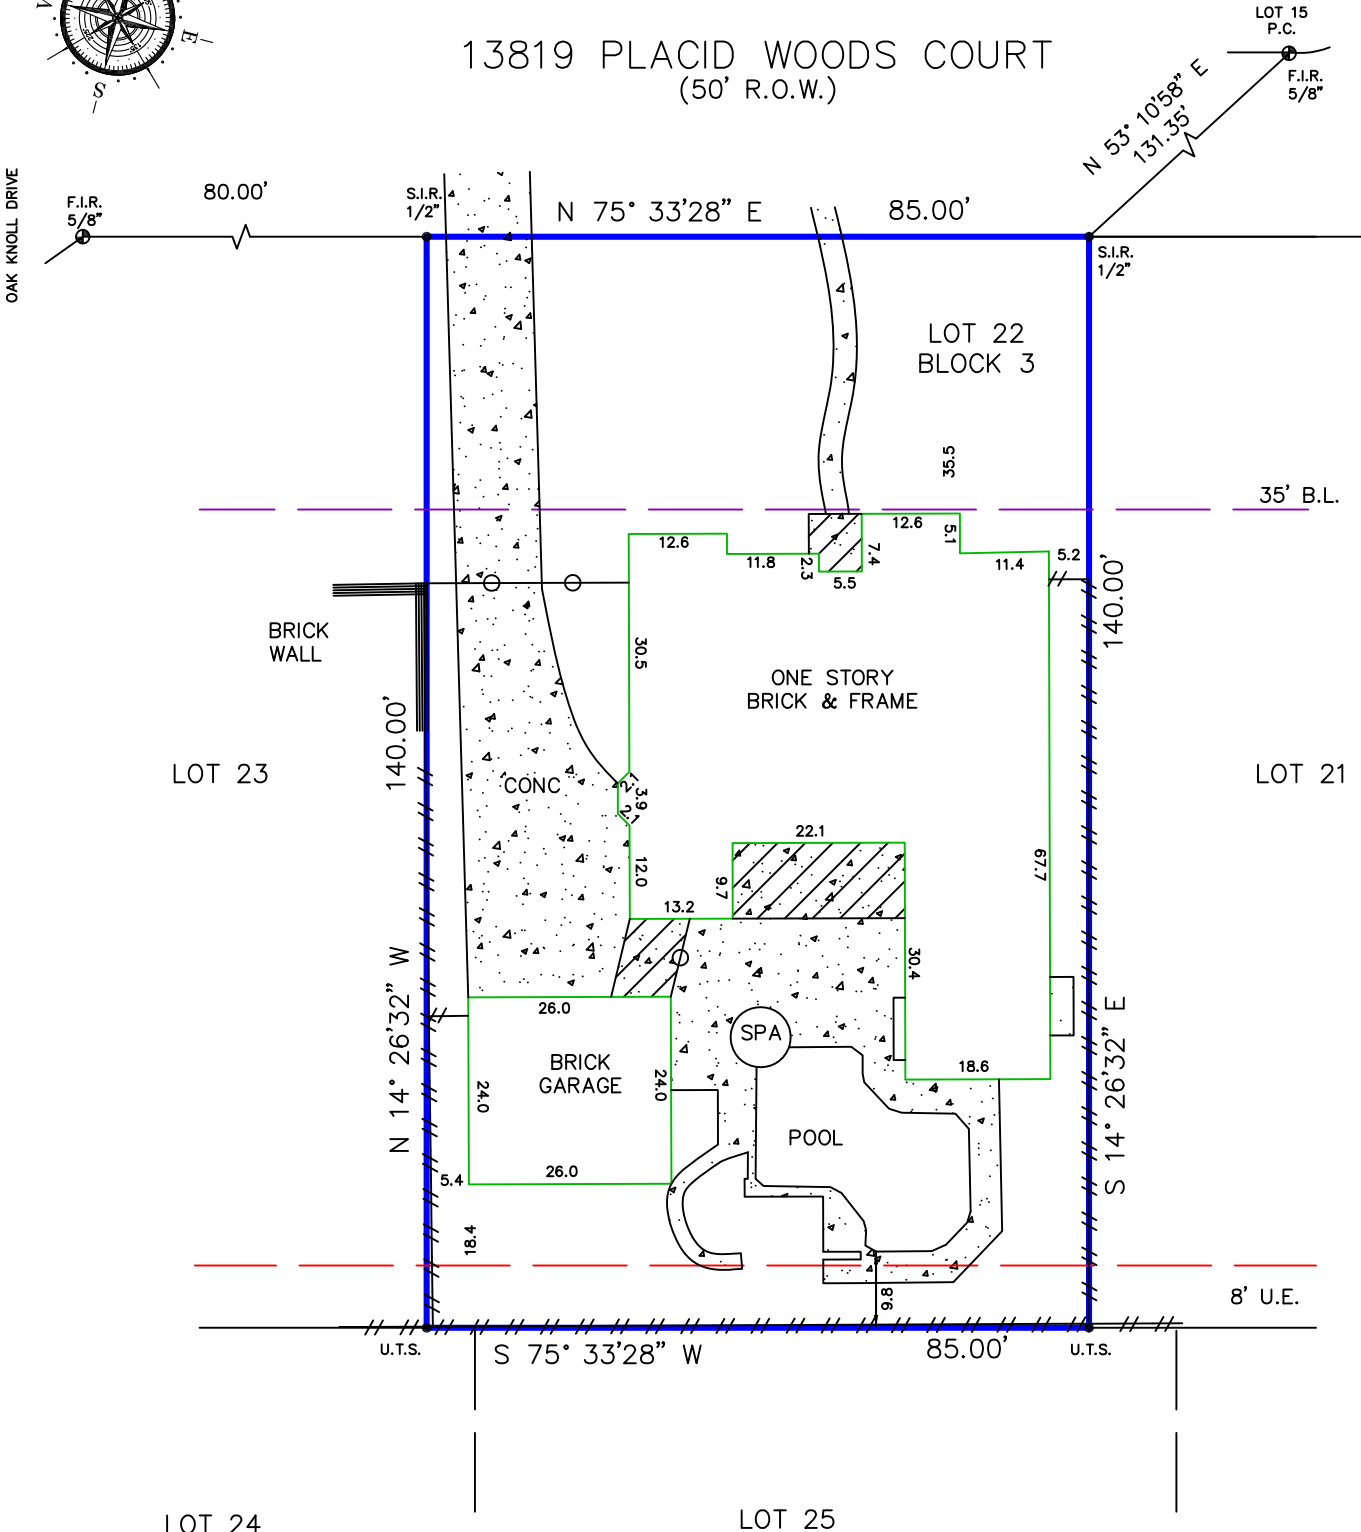 E
S
13819 PLACID WOODS COURT
(50' R.O.W.)
LOT 15
P.C.
F.I.R.
5/8"
N 53° 10'58" E
131.35'
OAK KNOLL DRIVE
F.I.R.
5/8"
80.00'
S.I.R.
1/2"
N 75° 33'28" E
85.00'
S.I.R.
1/2"
LOT 22
BLOCK 3
35.5
35' B.L.
12.6
11.8
2.3
5.5
7.4
12.6
5.1
11.4
5.2
140.00'
BRICK
WALL
30.5
ONE STORY
BRICK & FRAME
140.00'
LOT 23
CONC
2.1
3.9
2.1
LOT 21
22.1
12.0
9.7
67.7
13.2
30.4
N 14° 26'32" W
26.0
SPA
S 14° 26'32" E
BRICK
GARAGE
24.0
24.0
18.6
POOL
5.4
26.0
18.4
9.8
8' U.E.
U.T.S.
S 75° 33'28" W
85.00'
U.T.S.
LOT 24
LOT 25